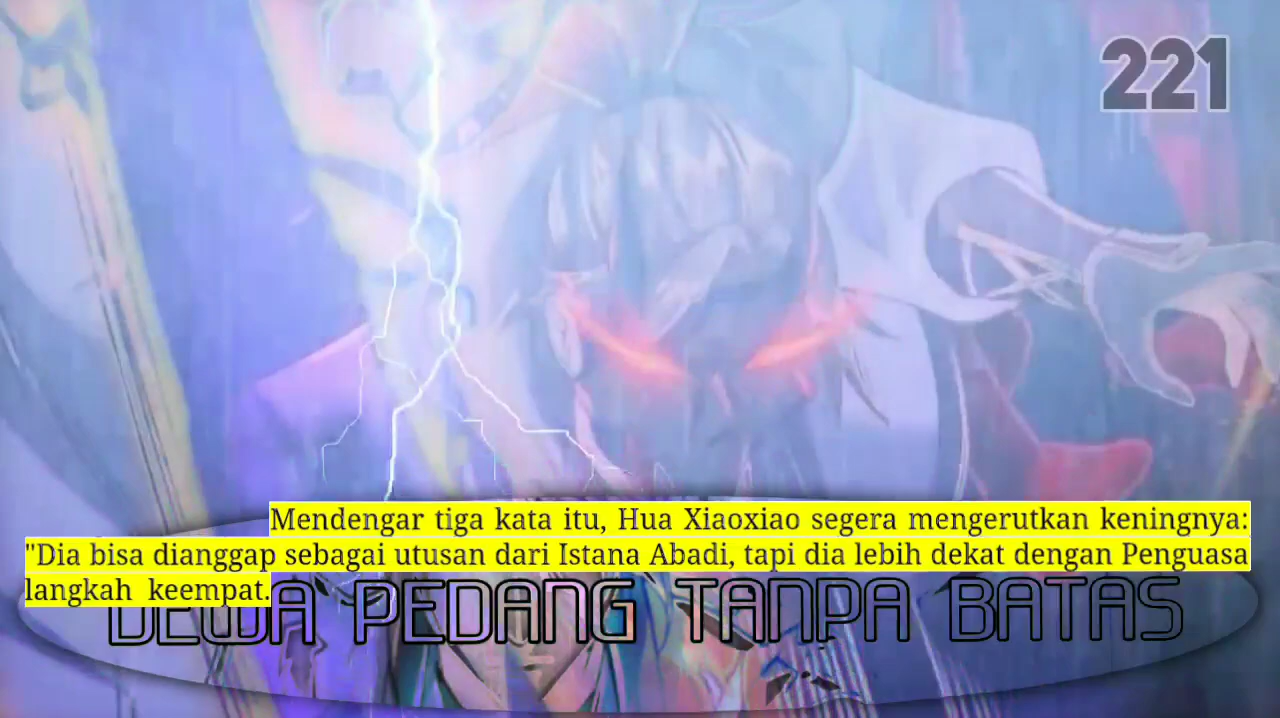 221
Mendengar tiga kata itu, Hua Xiaoxiao segera mengerutkan keningnya:
"Dia bisa dianggap sebagai utusan dari Istana Abadi, tapi dia lebih dekat dengan Penguasa
langkah keempat.
DEWA PEDANG TANPA BATAS